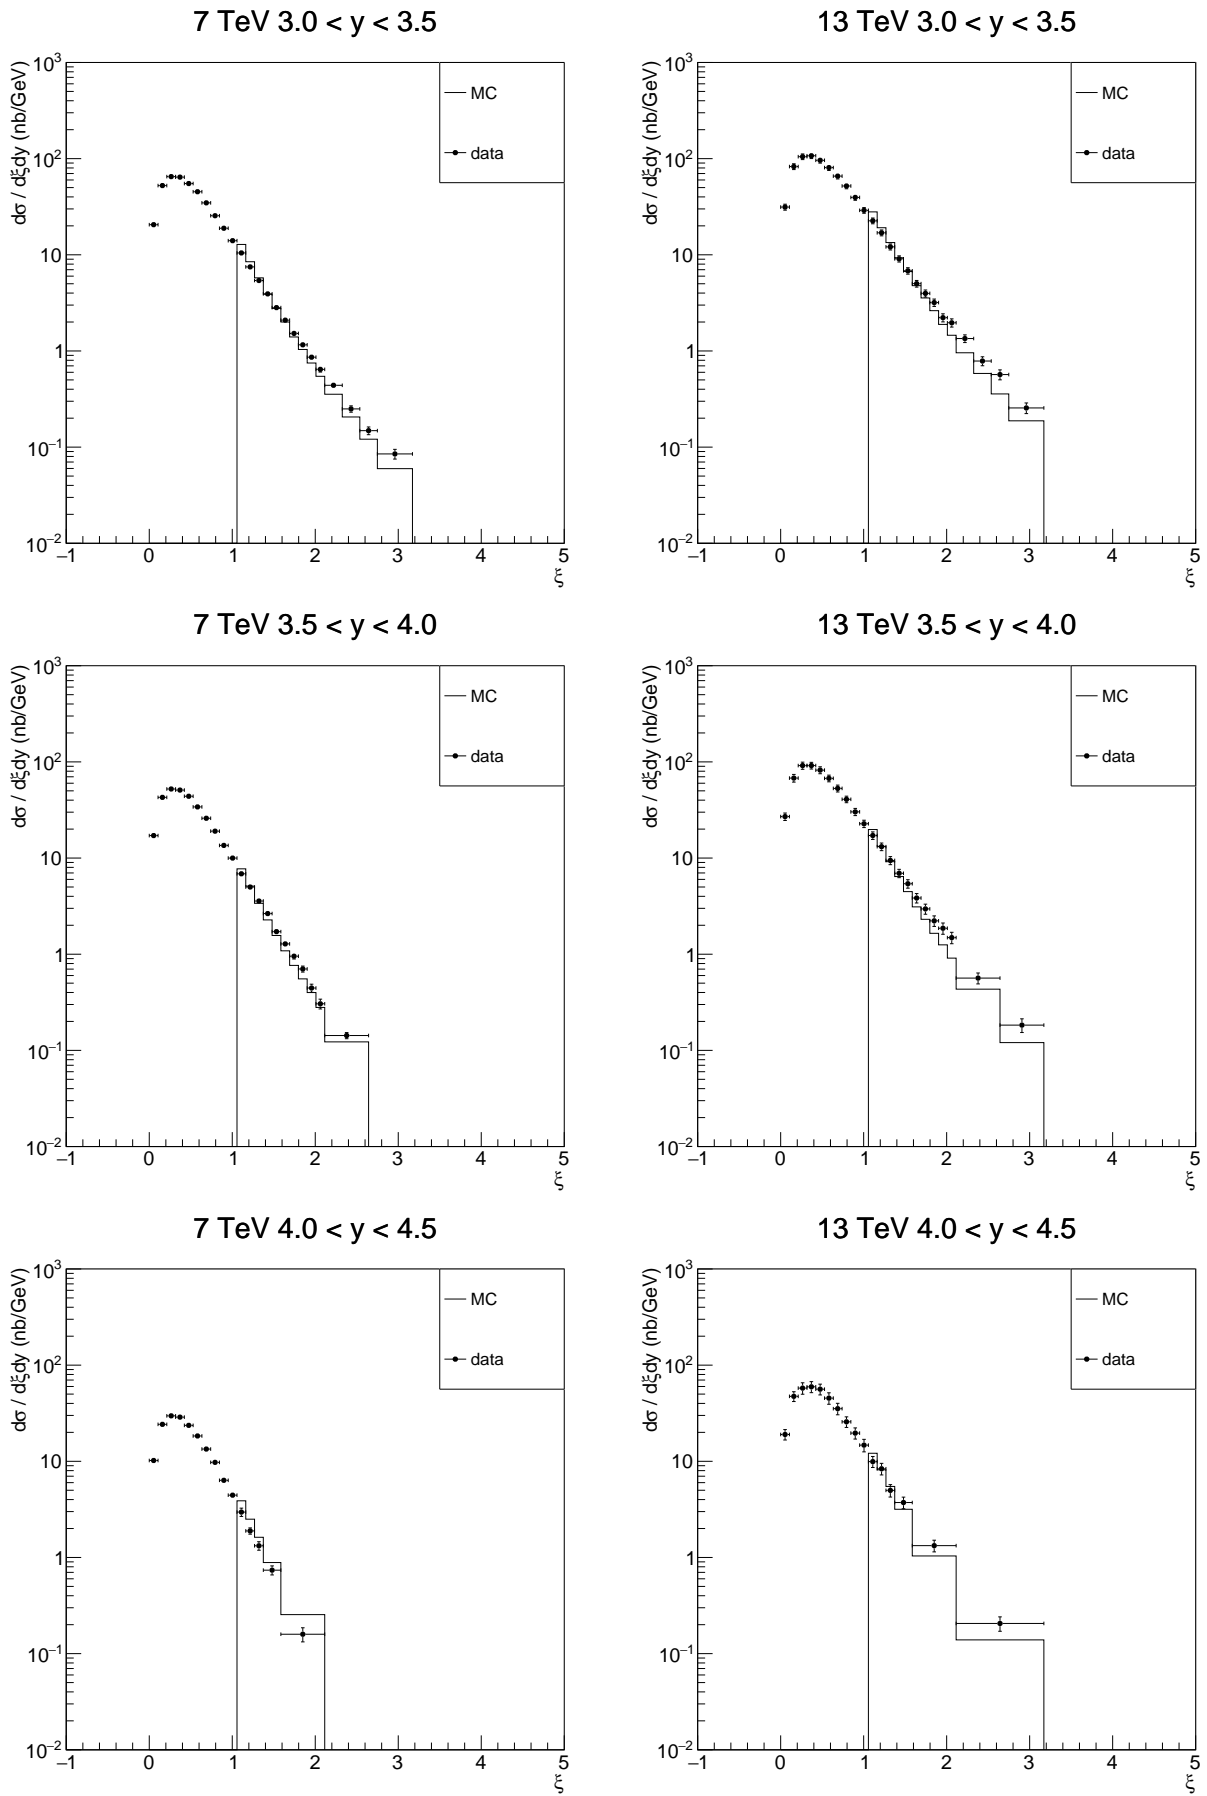 7 TeV 3.0 < y < 3.5
dσ / dξdy (nb/GeV)
10³
10²
10
1
10⁻¹
10⁻²
MC
data
−1 0 1 2 3 4 5
ξ
13 TeV 3.0 < y < 3.5
dσ / dξdy (nb/GeV)
10³
10²
10
1
10⁻¹
10⁻²
MC
data
−1 0 1 2 3 4 5
ξ
7 TeV 3.5 < y < 4.0
dσ / dξdy (nb/GeV)
10³
10²
10
1
10⁻¹
10⁻²
MC
data
−1 0 1 2 3 4 5
ξ
13 TeV 3.5 < y < 4.0
dσ / dξdy (nb/GeV)
10³
10²
10
1
10⁻¹
10⁻²
MC
data
−1 0 1 2 3 4 5
ξ
7 TeV 4.0 < y < 4.5
dσ / dξdy (nb/GeV)
10³
10²
10
1
10⁻¹
10⁻²
MC
data
−1 0 1 2 3 4 5
ξ
13 TeV 4.0 < y < 4.5
dσ / dξdy (nb/GeV)
10³
10²
10
1
10⁻¹
10⁻²
MC
data
−1 0 1 2 3 4 5
ξ